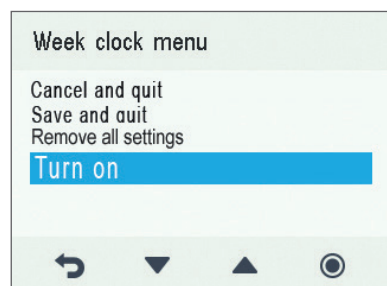 Week clock menu
Cancel and quit
Save and quit
Remove all settings
Turn on